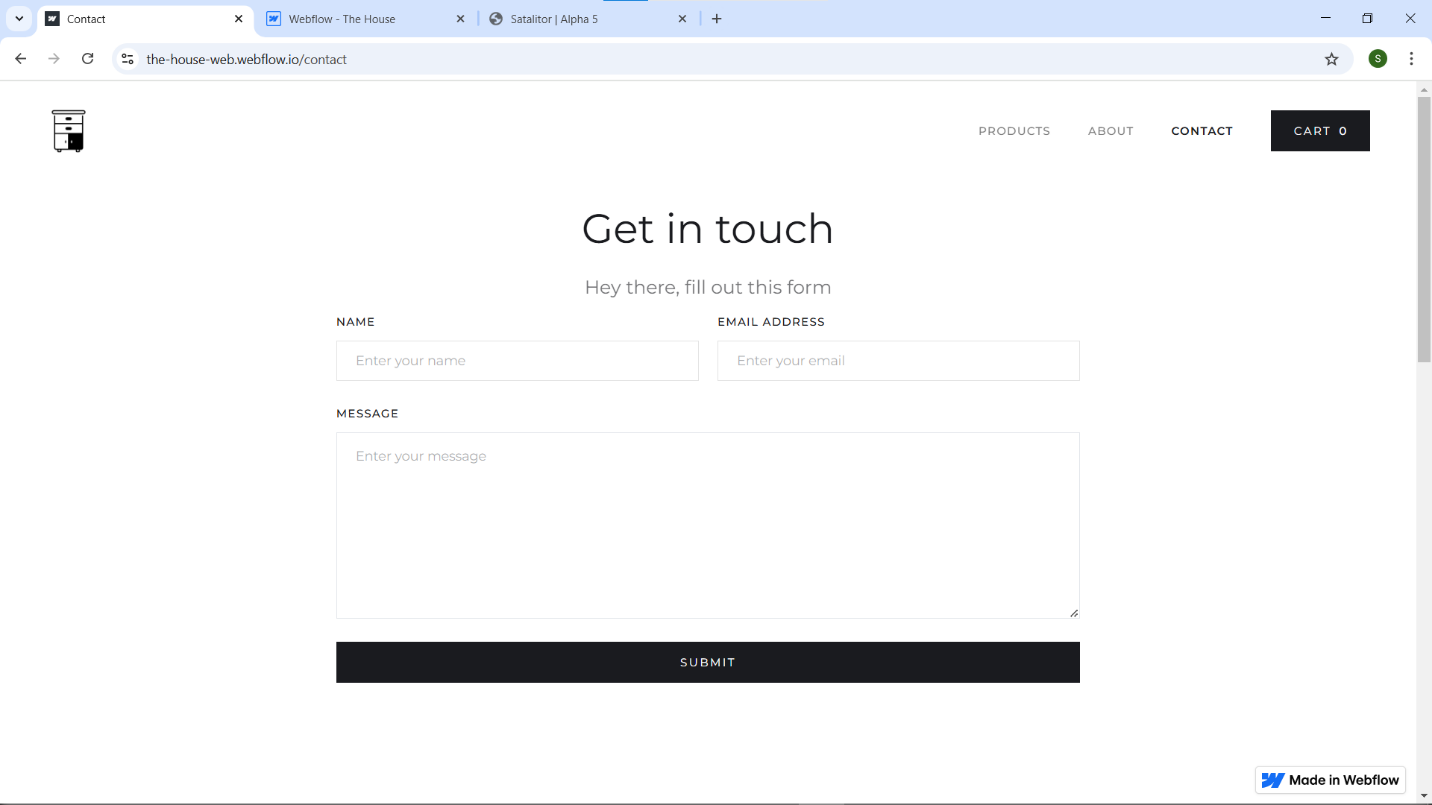 Contact
Webflow - The House
Satalitor | Alpha 5
the-house-web.webflow.io/contact
S
PRODUCTS ABOUT CONTACT CART 0
Get in touch
Hey there, fill out this form
NAME EMAIL ADDRESS
Enter your name Enter your email
MESSAGE
Enter your message
SUBMIT
Made in Webflow